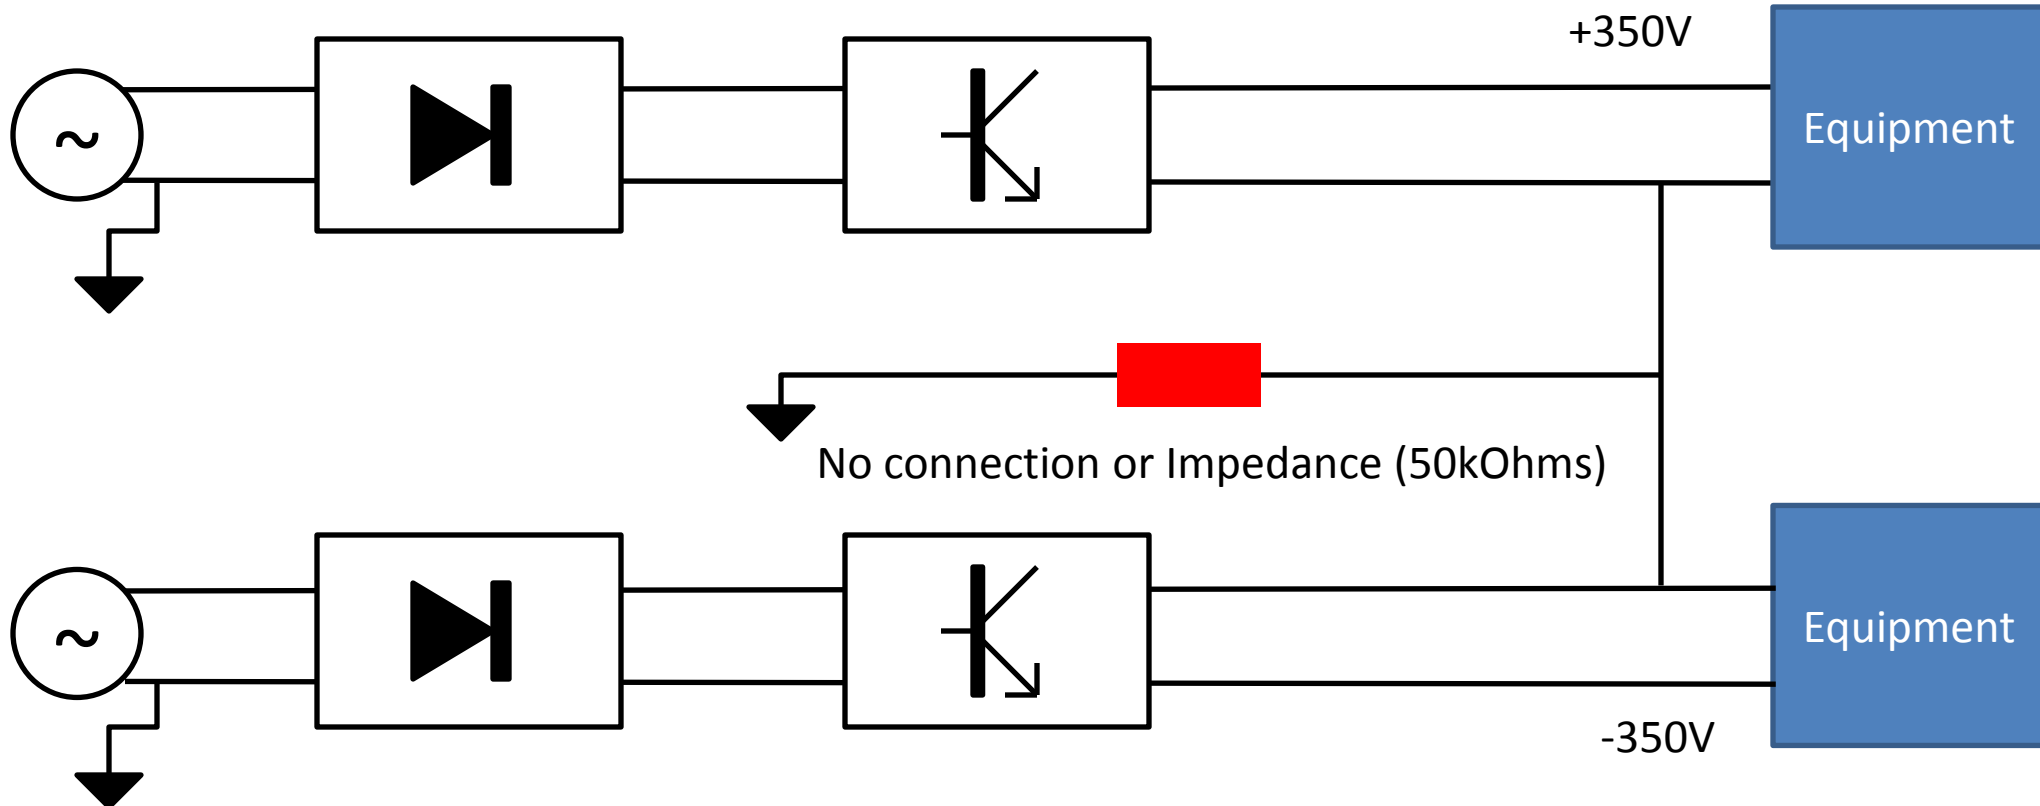 +350V
Equipment
~
No connection or Impedance (50kOhms)
~
Equipment
-350V